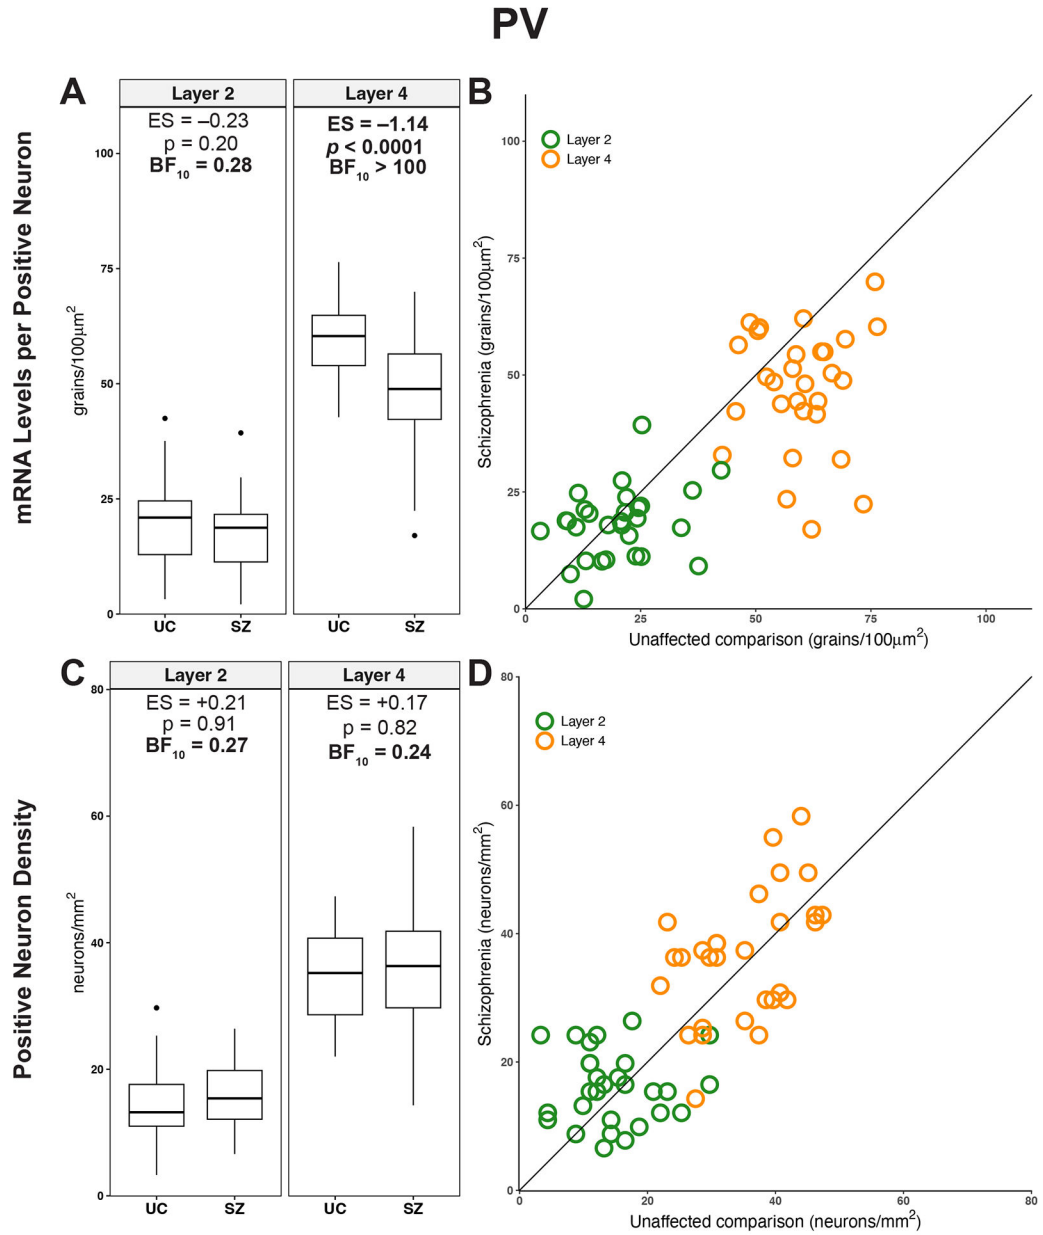 PV
A
Layer 2
Layer 4
ES = –0.23
p = 0.20
BF10 = 0.28
ES = –1.14
p < 0.0001
BF10 > 100
mRNA Levels per Positive Neuron
grains/100µm2
100
75
50
25
0
UC
SZ
UC
SZ
B
Layer 2
Layer 4
Schizophrenia (grains/100µm2)
100
75
50
25
0
0
25
50
75
100
Unaffected comparison (grains/100µm2)
C
Layer 2
Layer 4
ES = +0.21
p = 0.91
BF10 = 0.27
ES = +0.17
p = 0.82
BF10 = 0.24
Positive Neuron Density
neurons/mm2
80
60
40
20
0
UC
SZ
UC
SZ
D
Layer 2
Layer 4
Schizophrenia (neurons/mm2)
80
60
40
20
0
0
20
40
60
80
Unaffected comparison (neurons/mm2)